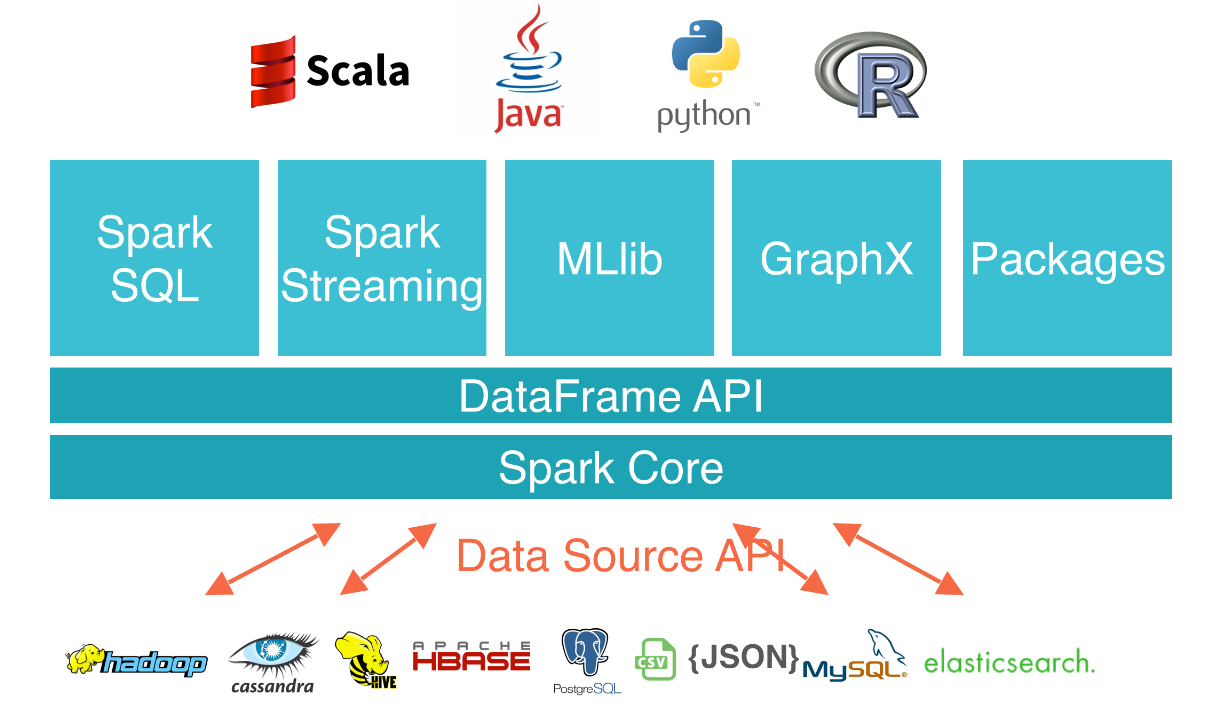 Scala
Java™
python™
R
Spark
SQL
Spark
Streaming
MLlib
GraphX
Packages
DataFrame API
Spark Core
Data Source API
hadoop
cassandra
HIVE
APACHE
HBASE
PostgreSQL
CSV
{JSON}
MySQL®
elasticsearch.